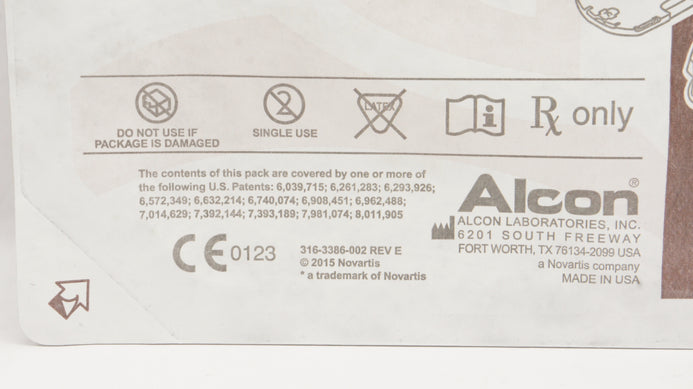 LATEX
Rx only
DO NOT USE IF
PACKAGE IS DAMAGED
SINGLE USE
The contents of this pack are covered by one or more of
the following U.S. Patents: 6,039,715; 6,261,283; 6,293,926;
6,572,349; 6,632,214; 6,740,074; 6,908,451; 6,962,488;
7,014,629; 7,392,144; 7,393,189; 7,981,074; 8,011,905
CE 0123
316-3386-002 REV E
© 2015 Novartis
* a trademark of Novartis
Alcon®
ALCON LABORATORIES, INC.
6201 SOUTH FREEWAY
FORT WORTH, TX 76134-2099 USA
a Novartis company
MADE IN USA